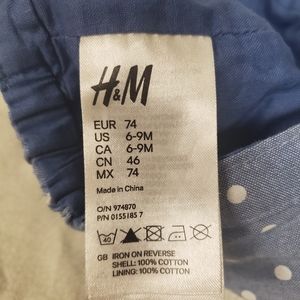 H&M
EUR 74
US 6-9M
CA 6-9M
CN 46
MX 74
Made in China
O/N 974870
P/N 0155185 7
40
GB IRON ON REVERSE
SHELL: 100% COTTON
LINING: 100% COTTON